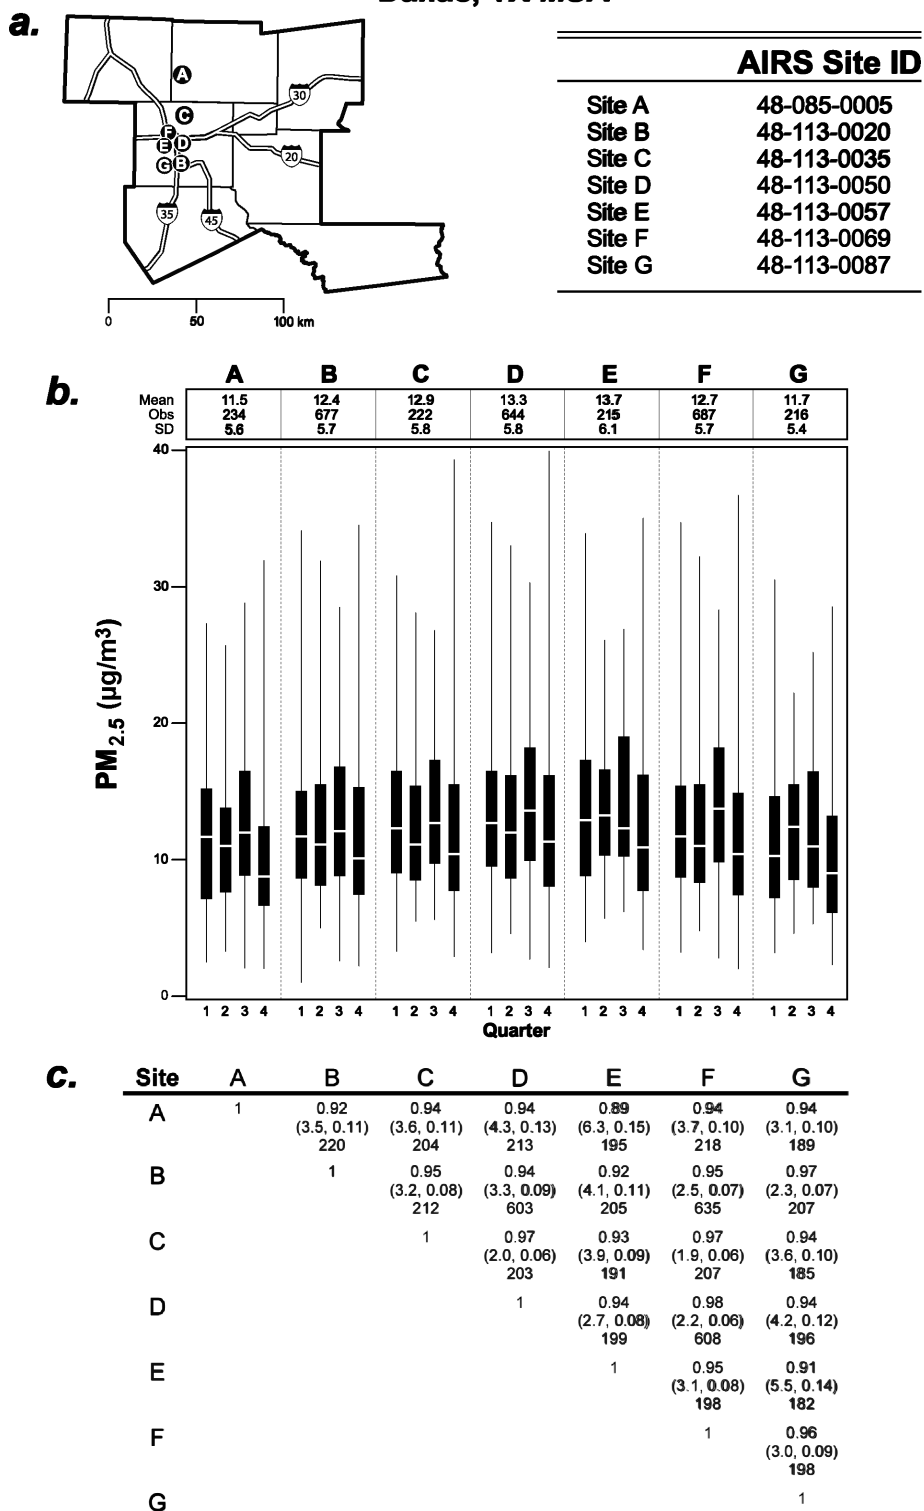 Dallas, TX MSA
a.
A
C
F
D
E
G
B
30
20
35
45
0 50 100 km
AIRS Site ID
Site A 48-085-0005
Site B 48-113-0020
Site C 48-113-0035
Site D 48-113-0050
Site E 48-113-0057
Site F 48-113-0069
Site G 48-113-0087
b.
A B C D E F G
Mean 11.5 12.4 12.9 13.3 13.7 12.7 11.7
Obs 234 677 222 644 215 687 216
SD 5.6 5.7 5.8 5.8 6.1 5.7 5.4
40
30
20
10
0
PM2.5 (µg/m³)
1 2 3 4 1 2 3 4 1 2 3 4 1 2 3 4 1 2 3 4 1 2 3 4 1 2 3 4
Quarter
c.
Site A B C D E F G
A 1 0.92 0.94 0.94 0.89 0.94 0.94
(3.5, 0.11) (3.6, 0.11) (4.3, 0.13) (6.3, 0.15) (3.7, 0.10) (3.1, 0.10)
220 204 213 195 218 189
B 1 0.95 0.94 0.92 0.95 0.97
(3.2, 0.08) (3.3, 0.09) (4.1, 0.11) (2.5, 0.07) (2.3, 0.07)
212 603 205 635 207
C 1 0.97 0.93 0.97 0.94
(2.0, 0.06) (3.9, 0.09) (1.9, 0.06) (3.6, 0.10)
203 191 207 185
D 1 0.94 0.98 0.94
(2.7, 0.08) (2.2, 0.06) (4.2, 0.12)
199 608 196
E 1 0.95 0.91
(3.1, 0.08) (5.5, 0.14)
198 182
F 1 0.96
(3.0, 0.09)
198
G 1